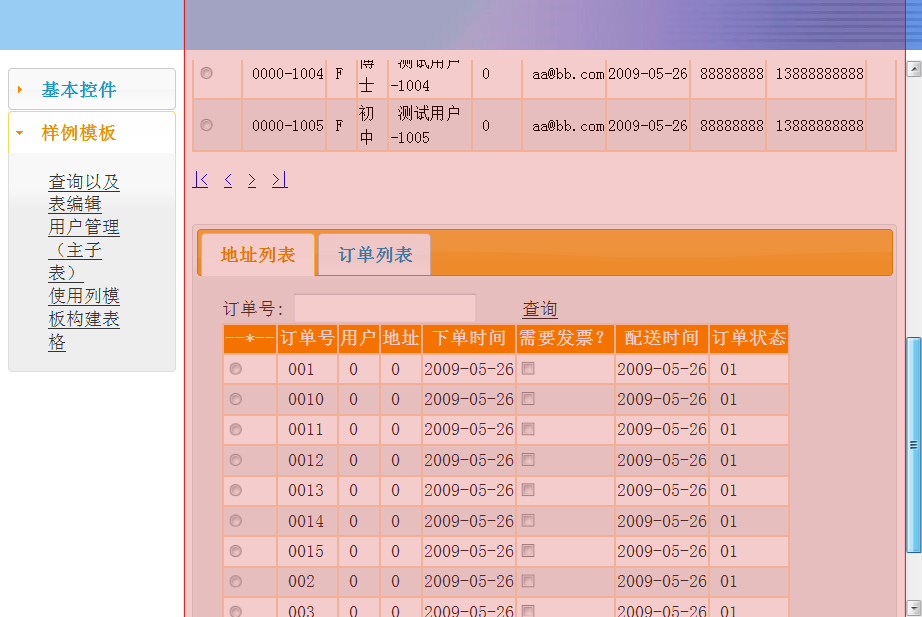 基本控件
样例模板
查询以及
表编辑
用户管理
（主子
表）
使用列模
板构建表
格
0000-1004 F 博士 测试用户-1004 0 aa@bb.com 2009-05-26 88888888 13888888888
0000-1005 F 初中 测试用户-1005 0 aa@bb.com 2009-05-26 88888888 13888888888
|< < > >|
地址列表 订单列表
订单号: 查询
--*-- 订单号 用户 地址 下单时间 需要发票? 配送时间 订单状态
001 0 0 2009-05-26 2009-05-26 01
0010 0 0 2009-05-26 2009-05-26 01
0011 0 0 2009-05-26 2009-05-26 01
0012 0 0 2009-05-26 2009-05-26 01
0013 0 0 2009-05-26 2009-05-26 01
0014 0 0 2009-05-26 2009-05-26 01
0015 0 0 2009-05-26 2009-05-26 01
002 0 0 2009-05-26 2009-05-26 01
003 0 0 2009-05-26 2009-05-26 01